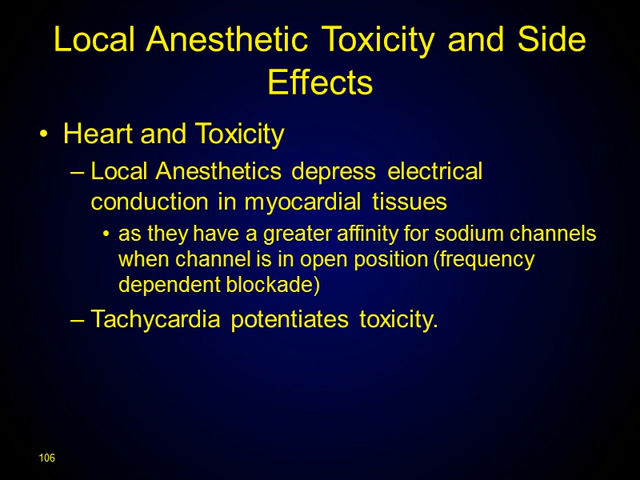 Local Anesthetic Toxicity and Side
Effects
• Heart and Toxicity
– Local Anesthetics depress electrical
conduction in myocardial tissues
• as they have a greater affinity for sodium channels
when channel is in open position (frequency
dependent blockade)
– Tachycardia potentiates toxicity.
106